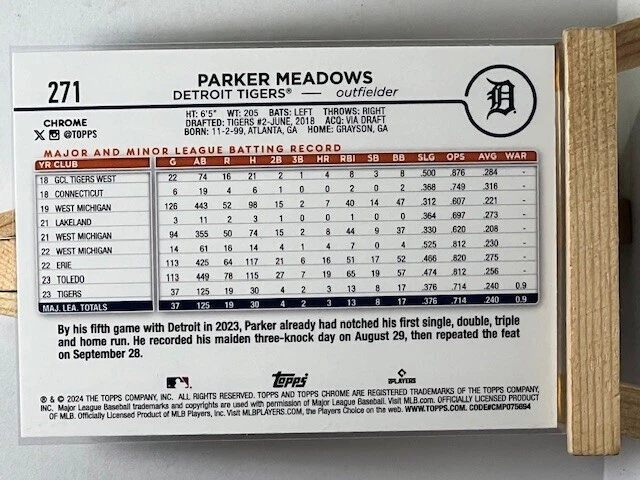 271
PARKER MEADOWS
DETROIT TIGERS® — outfielder
CHROME
X @TOPPS
HT: 6'5" WT: 205 BATS: LEFT THROWS: RIGHT
DRAFTED: TIGERS #2-JUNE, 2018 ACQ: VIA DRAFT
BORN: 11-2-99, ATLANTA, GA HOME: GRAYSON, GA
MAJOR AND MINOR LEAGUE BATTING RECORD
YR CLUB G AB R H 2B 3B HR RBI SB BB SLG OPS AVG WAR
18 GCL TIGERS WEST 22 74 16 21 2 1 4 8 3 8 .500 .876 .284 -
18 CONNECTICUT 6 19 4 6 1 0 0 2 0 2 .368 .749 .316 -
19 WEST MICHIGAN 126 443 52 98 15 2 7 40 14 47 .312 .607 .221 -
21 LAKELAND 3 11 2 3 1 0 0 1 0 0 .364 .697 .273 -
21 WEST MICHIGAN 94 355 50 74 15 2 8 44 9 37 .330 .620 .208 -
22 WEST MICHIGAN 14 61 16 14 4 1 4 7 0 4 .525 .812 .230 -
22 ERIE 113 425 64 117 21 6 16 51 17 52 .466 .820 .275 -
23 TOLEDO 113 449 78 115 27 7 19 65 19 57 .474 .812 .256 -
23 TIGERS 37 125 19 30 4 2 3 13 8 17 .376 .714 .240 0.9
MAJ. LEA. TOTALS 37 125 19 30 4 2 3 13 8 17 .376 .714 .240 0.9
By his fifth game with Detroit in 2023, Parker already had notched his first single, double, triple
and home run. He recorded his maiden three-knock day on August 29, then repeated the feat
on September 28.
topps
PLAYERS
® & © 2024 THE TOPPS COMPANY, INC. ALL RIGHTS RESERVED. TOPPS AND TOPPS CHROME ARE REGISTERED TRADEMARKS OF THE TOPPS COMPANY,
INC. Major League Baseball trademarks and copyrights are used with permission of Major League Baseball. Visit MLB.com. OFFICIALLY LICENSED PRODUCT
OF MLB. Officially Licensed Product of MLB Players, Inc. Visit MLBPLAYERS.COM, the Players Choice on the web. WWW.TOPPS.COM. CODE#CMP075694